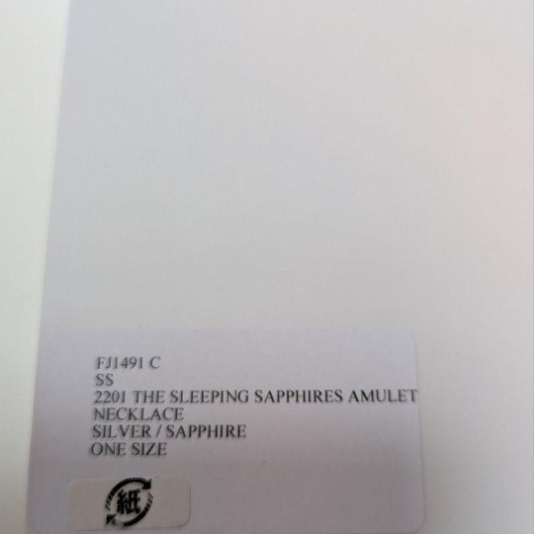 FJ1491 C
SS
2201 THE SLEEPING SAPPHIRES AMULET
NECKLACE
SILVER / SAPPHIRE
ONE SIZE
紙